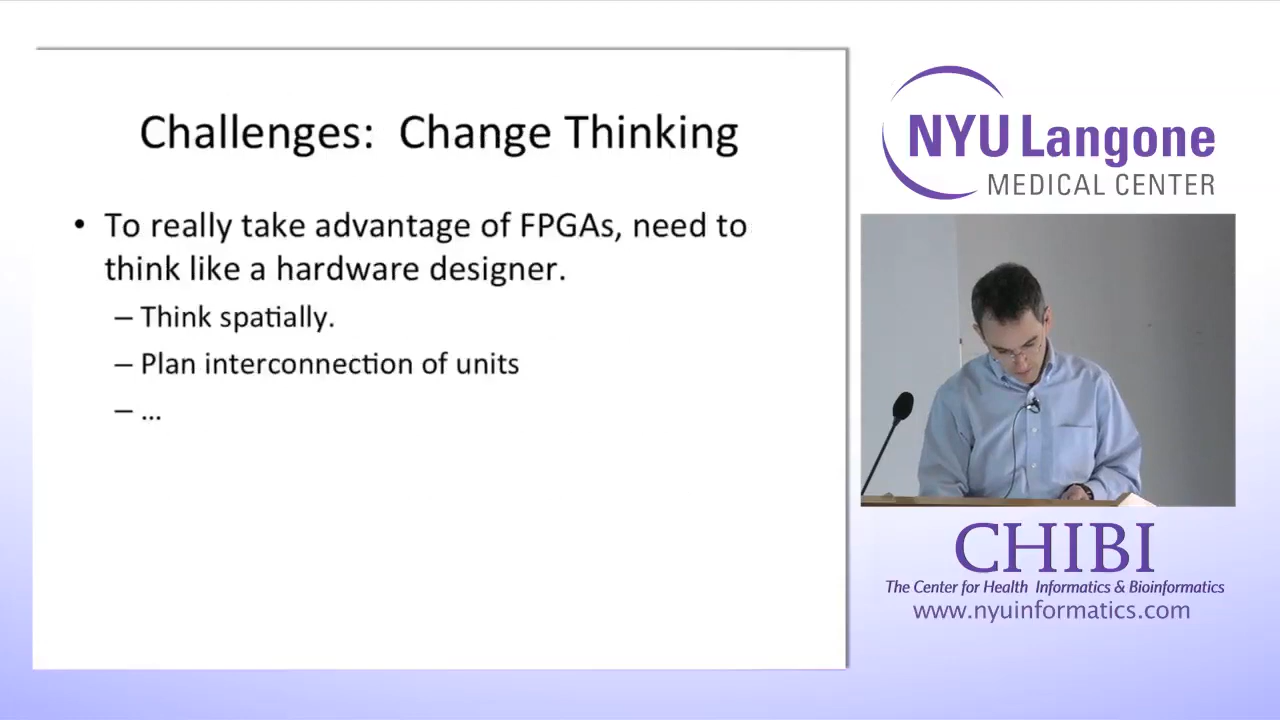 Challenges: Change Thinking
• To really take advantage of FPGAs, need to
think like a hardware designer.
– Think spatially.
– Plan interconnection of units
– ...
NYU Langone
MEDICAL CENTER
CHIBI
The Center for Health Informatics & Bioinformatics
www.nyuinformatics.com